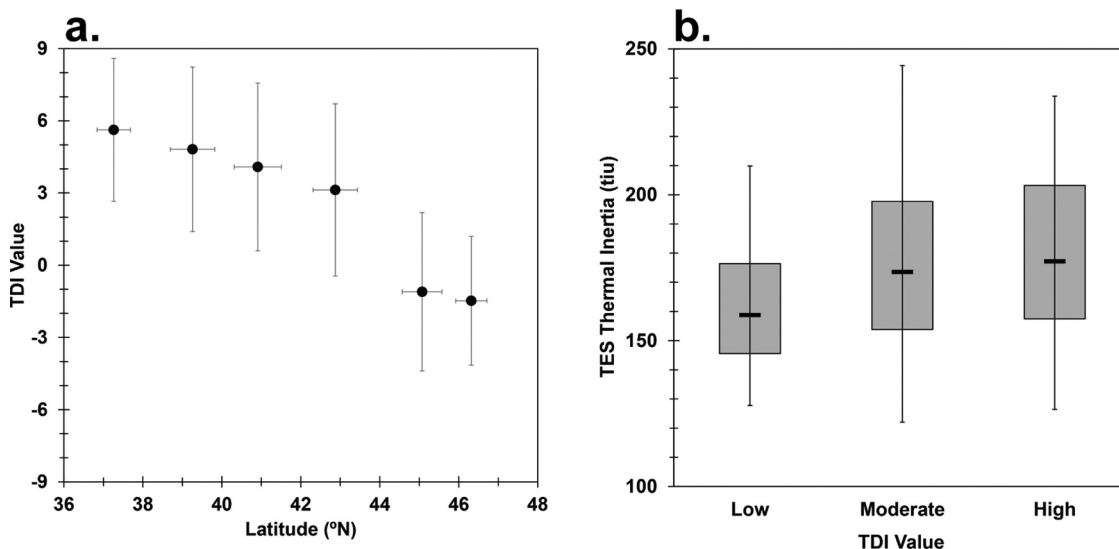 a.
9
6
3
0
-3
-6
-9
TDI Value
36 38 40 42 44 46 48
Latitude (ºN)
b.
250
200
150
100
TES Thermal Inertia (tiu)
Low Moderate High
TDI Value